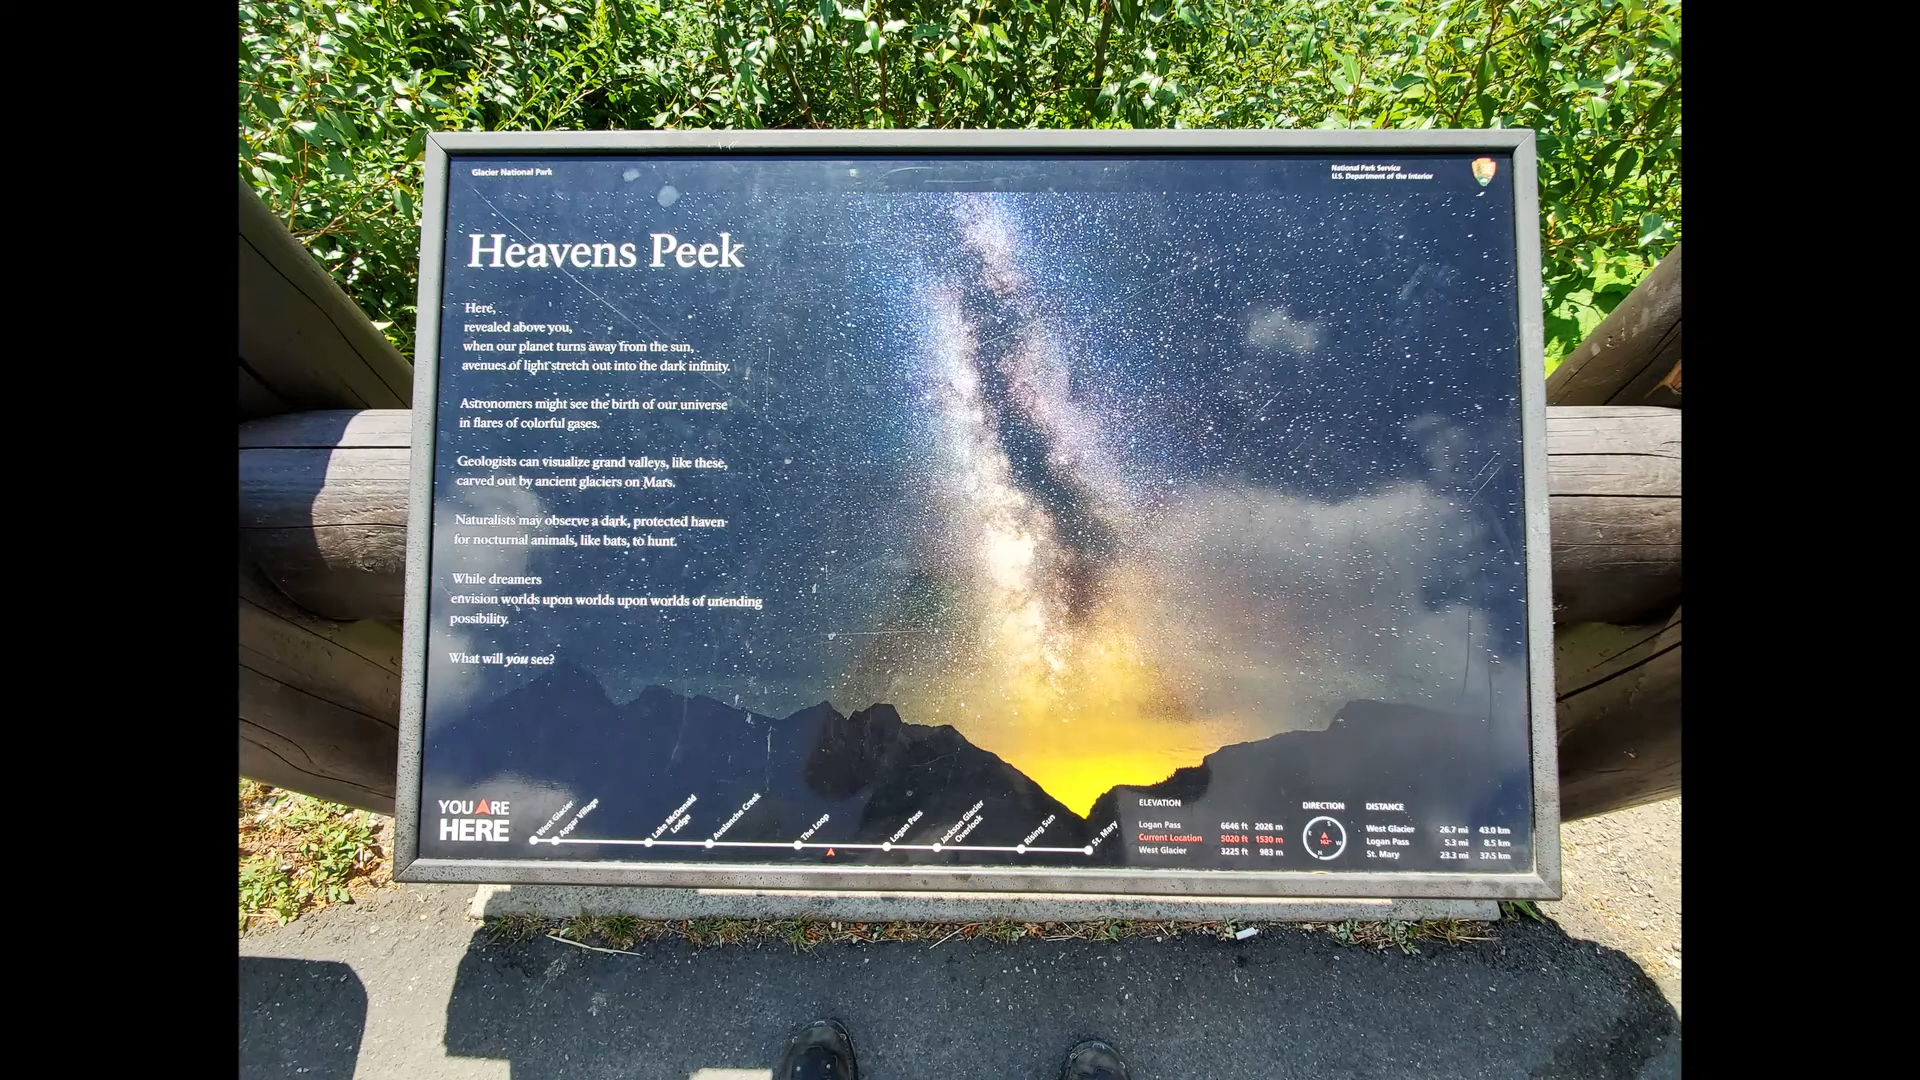 Glacier National Park
National Park Service
U.S. Department of the Interior
Heavens Peek
Here,
revealed above you,
when our planet turns away from the sun,
avenues of light stretch out into the dark infinity.
Astronomers might see the birth of our universe
in flares of colorful gases.
Geologists can visualize grand valleys, like these,
carved out by ancient glaciers on Mars.
Naturalists may observe a dark, protected haven
for nocturnal animals, like bats, to hunt.
While dreamers
envision worlds upon worlds upon worlds of unending
possibility.
What will you see?
YOU ARE
HERE
West Glacier
Apgar Village
Lake McDonald
Lodge
Avalanche Creek
The Loop
Logan Pass
Jackson Glacier
Overlook
Rising Sun
St. Mary
ELEVATION
Logan Pass 6646 ft 2026 m
Current Location 5020 ft 1530 m
West Glacier 3225 ft 983 m
DIRECTION
S
E W
162°
N
DISTANCE
West Glacier 26.7 mi 43.0 km
Logan Pass 5.3 mi 8.5 km
St. Mary 23.3 mi 37.5 km